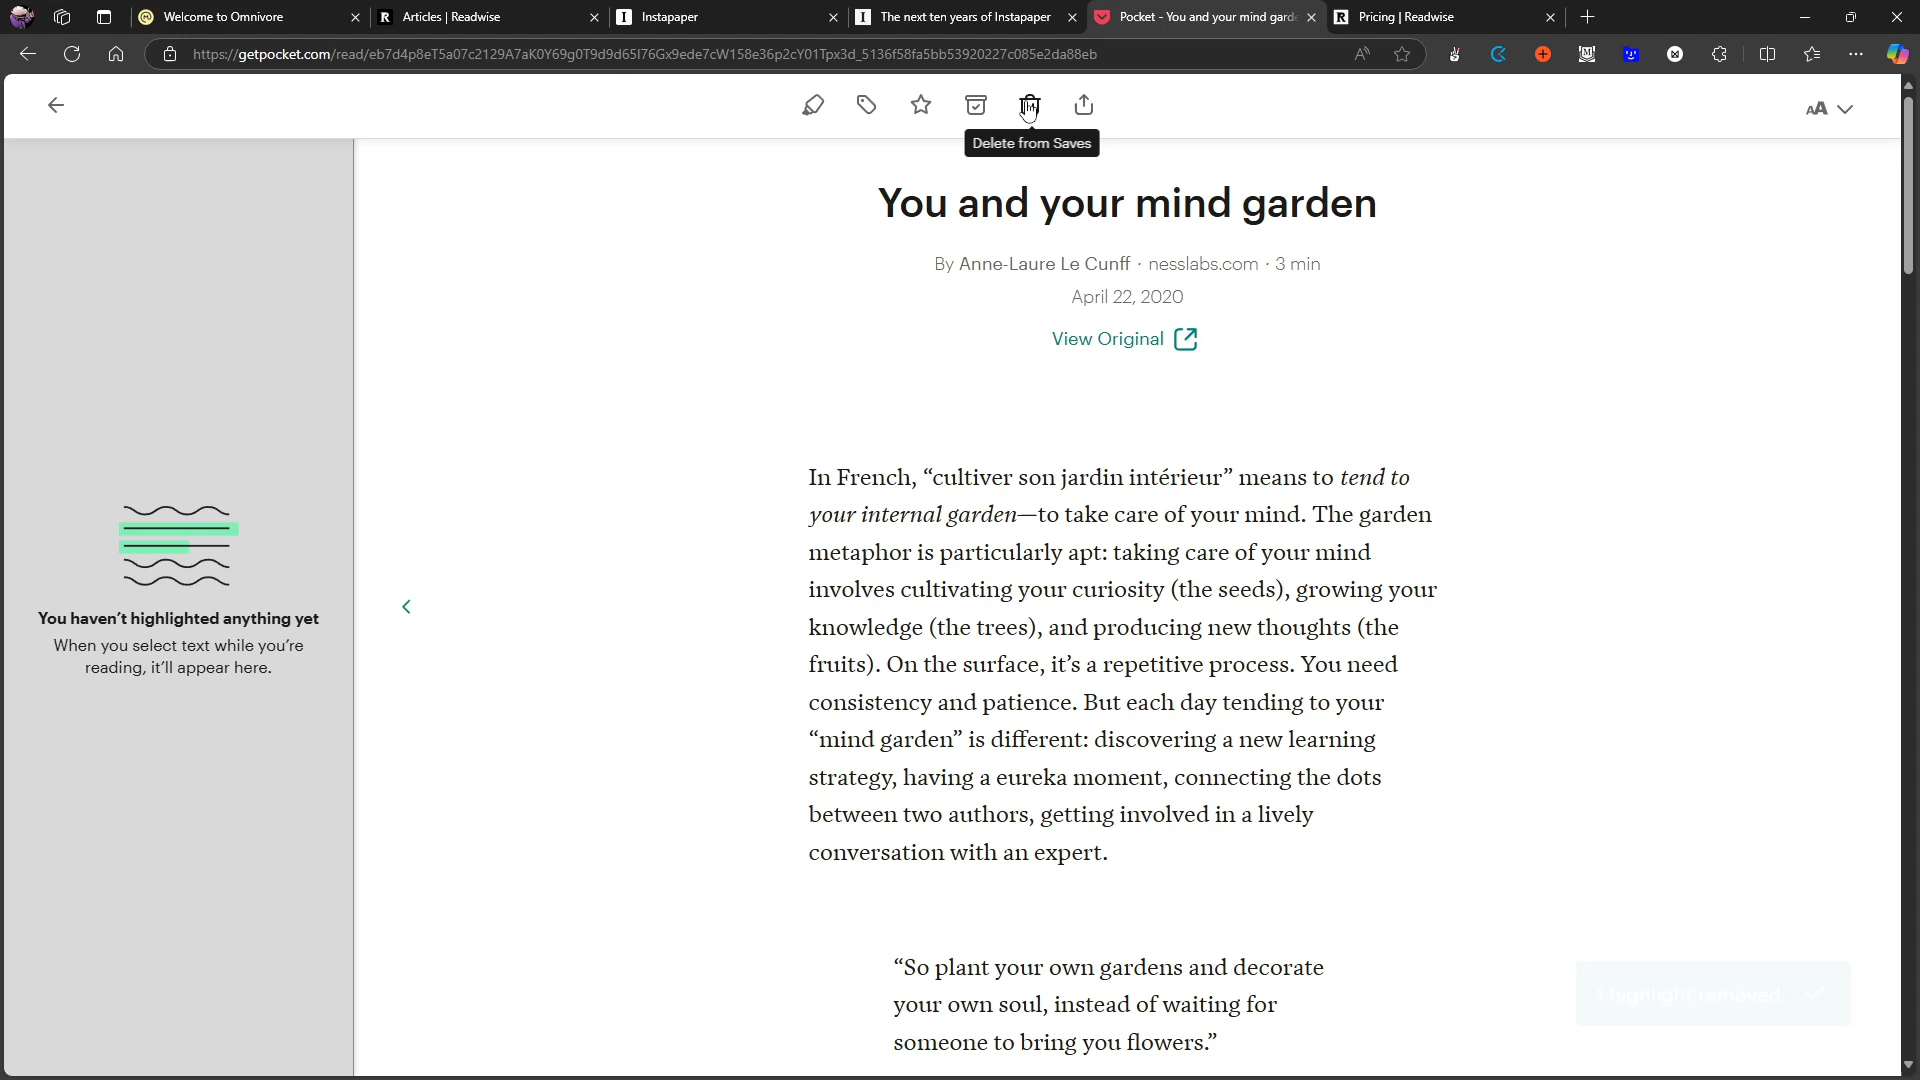 Welcome to Omnivore
Articles | Readwise
Instapaper
The next ten years of Instapaper
Pocket - You and your mind garde
Pricing | Readwise
https://getpocket.com/read/eb7d4p8eT5a07c2129A7aK0Y69g0T9d9d65I76Gx9ede7cW158e36p2cY01Tpx3d_5136f58fa5bb53920227c085e2da88eb
AA
Delete from Saves
You and your mind garden
By Anne-Laure Le Cunff · nesslabs.com · 3 min
April 22, 2020
View Original
In French, “cultiver son jardin intérieur” means to tend to
your internal garden—to take care of your mind. The garden
metaphor is particularly apt: taking care of your mind
involves cultivating your curiosity (the seeds), growing your
knowledge (the trees), and producing new thoughts (the
fruits). On the surface, it’s a repetitive process. You need
consistency and patience. But each day tending to your
“mind garden” is different: discovering a new learning
strategy, having a eureka moment, connecting the dots
between two authors, getting involved in a lively
conversation with an expert.
You haven’t highlighted anything yet
When you select text while you’re
reading, it’ll appear here.
“So plant your own gardens and decorate
your own soul, instead of waiting for
someone to bring you flowers.”
1 highlight removed